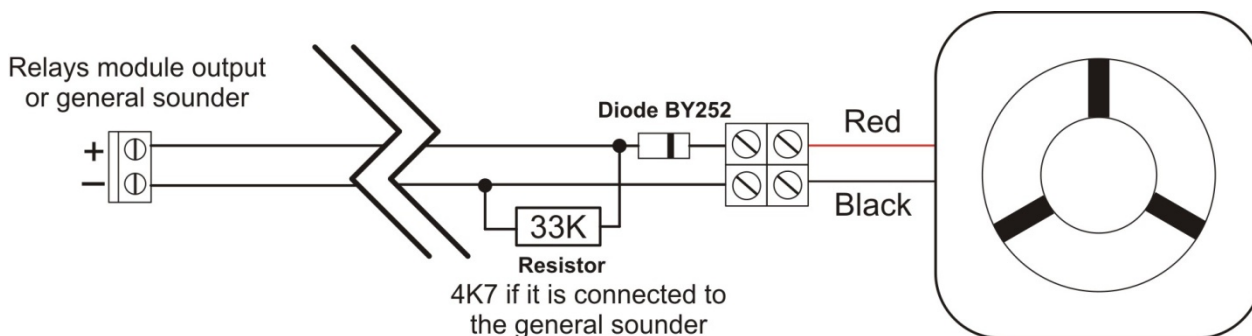 Relays module output
or general sounder
+
−
Diode BY252
Red
Black
33K
Resistor
4K7 if it is connected to
the general sounder